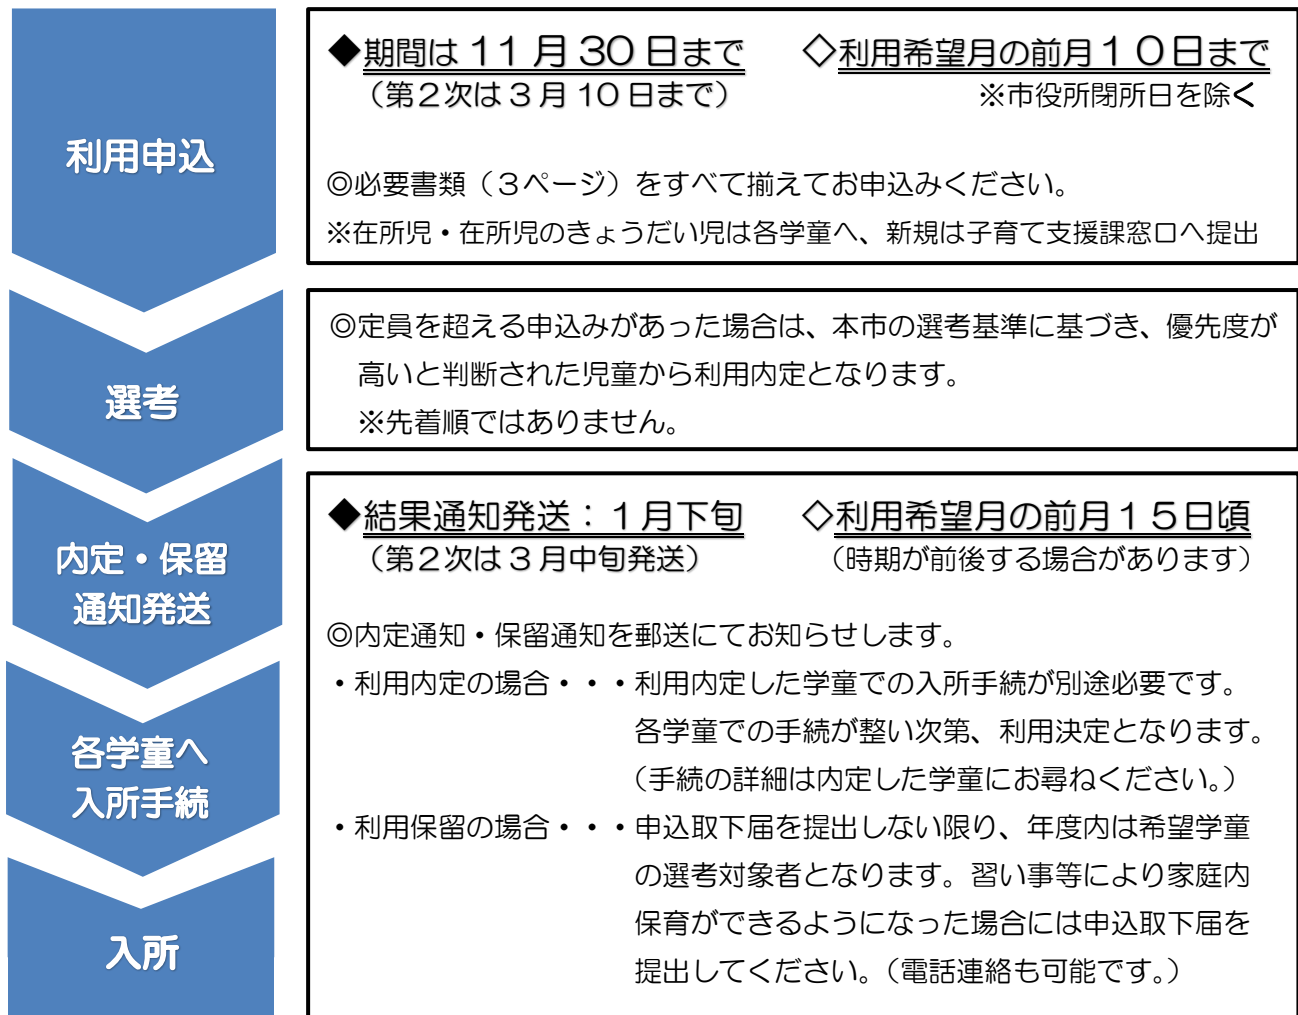 利用申込
◆期間は 11 月 30 日まで ◇利用希望月の前月１０日まで
（第２次は 3 月 10 日まで） ※市役所閉所日を除く
◎必要書類（３ページ）をすべて揃えてお申込みください。
※在所児・在所児のきょうだい児は各学童へ、新規は子育て支援課窓口へ提出
選考
◎定員を超える申込みがあった場合は、本市の選考基準に基づき、優先度が
高いと判断された児童から利用内定となります。
※先着順ではありません。
内定・保留
通知発送
◆結果通知発送：１月下旬 ◇利用希望月の前月１５日頃
（第２次は 3 月中旬発送） （時期が前後する場合があります）
◎内定通知・保留通知を郵送にてお知らせします。
・利用内定の場合・・・利用内定した学童での入所手続が別途必要です。
各学童での手続が整い次第、利用決定となります。
（手続の詳細は内定した学童にお尋ねください。）
・利用保留の場合・・・申込取下届を提出しない限り、年度内は希望学童
の選考対象者となります。習い事等により家庭内
保育ができるようになった場合には申込取下届を
提出してください。（電話連絡も可能です。）
各学童へ
入所手続
入所